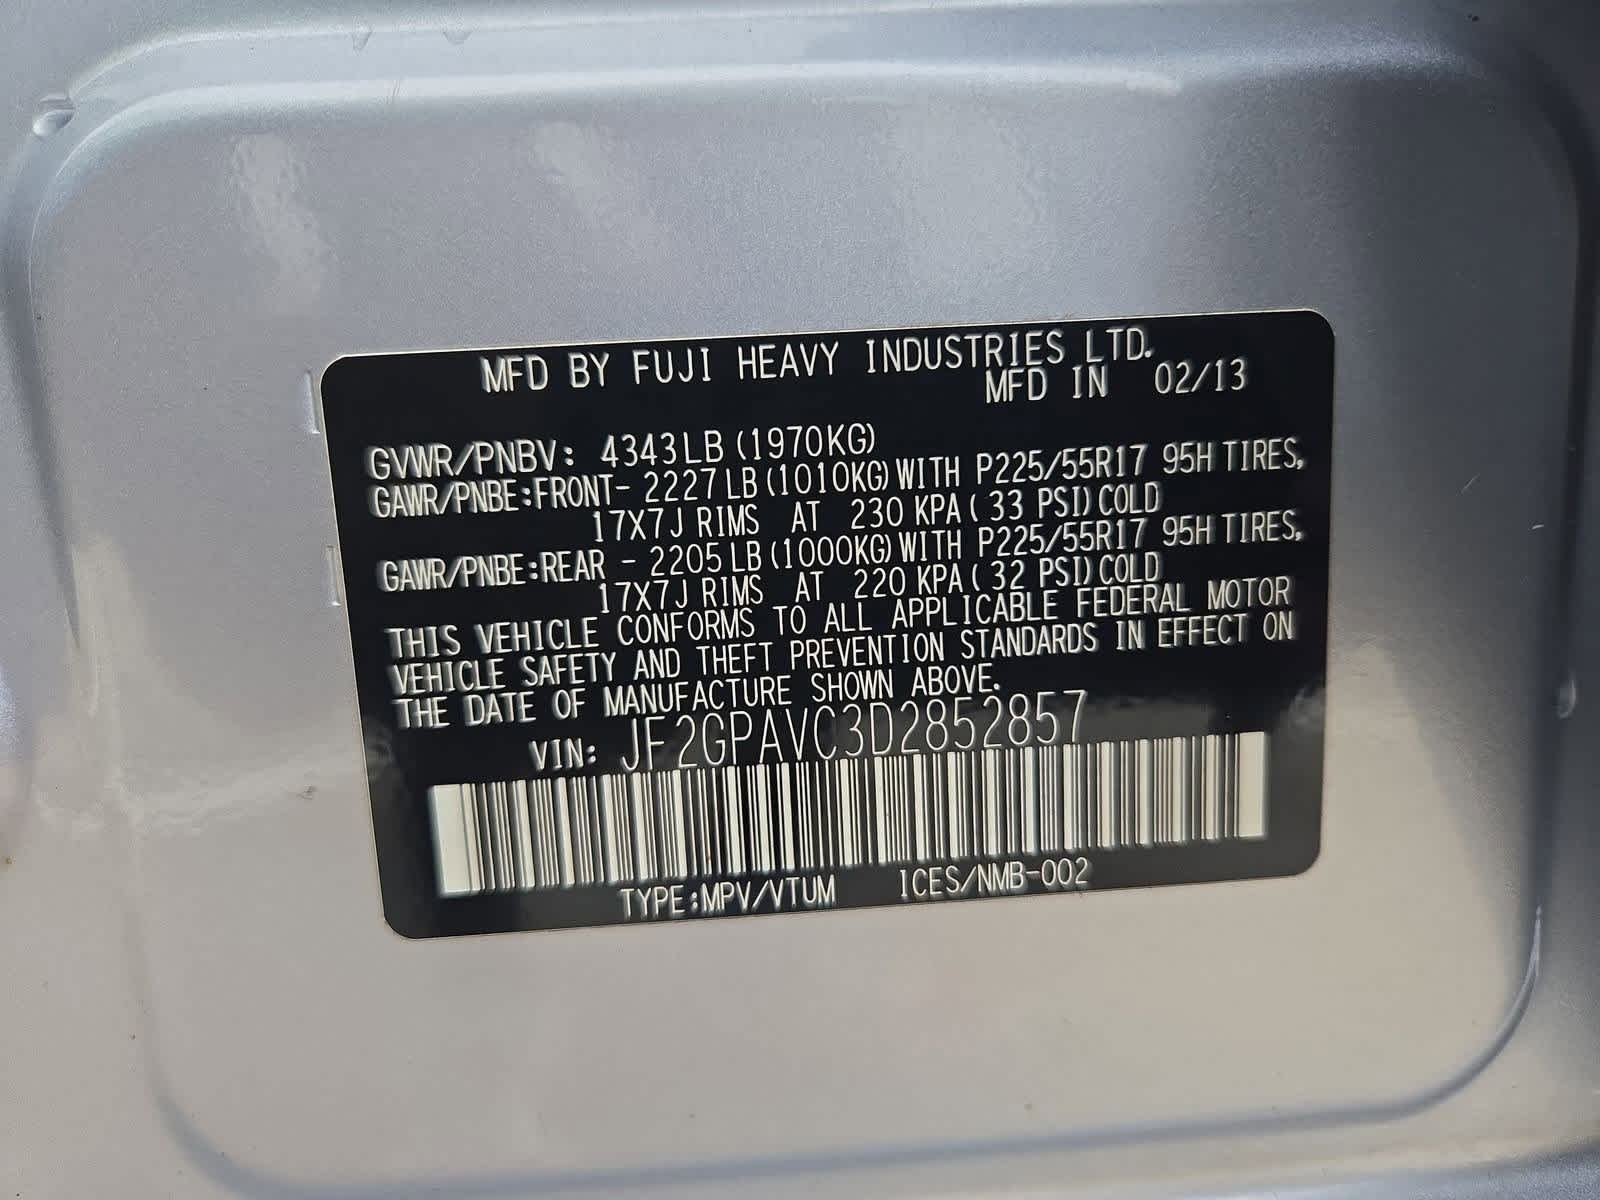 MFD BY FUJI HEAVY INDUSTRIES LTD.
MFD IN 02/13
GVWR/PNBV: 4343LB (1970KG)
GAWR/PNBE:FRONT- 2227LB (1010KG) WITH P225/55R17 95H TIRES,
17X7J RIMS AT 230 KPA( 33 PSI) COLD
GAWR/PNBE:REAR - 2205LB (1000KG) WITH P225/55R17 95H TIRES,
17X7J RIMS AT 220 KPA( 32 PSI) COLD
THIS VEHICLE CONFORMS TO ALL APPLICABLE FEDERAL MOTOR
VEHICLE SAFETY AND THEFT PREVENTION STANDARDS IN EFFECT ON
THE DATE OF MANUFACTURE SHOWN ABOVE.
VIN: JF2GPAVC3D2852857
TYPE:MPV/VTUM ICES/NMB-002